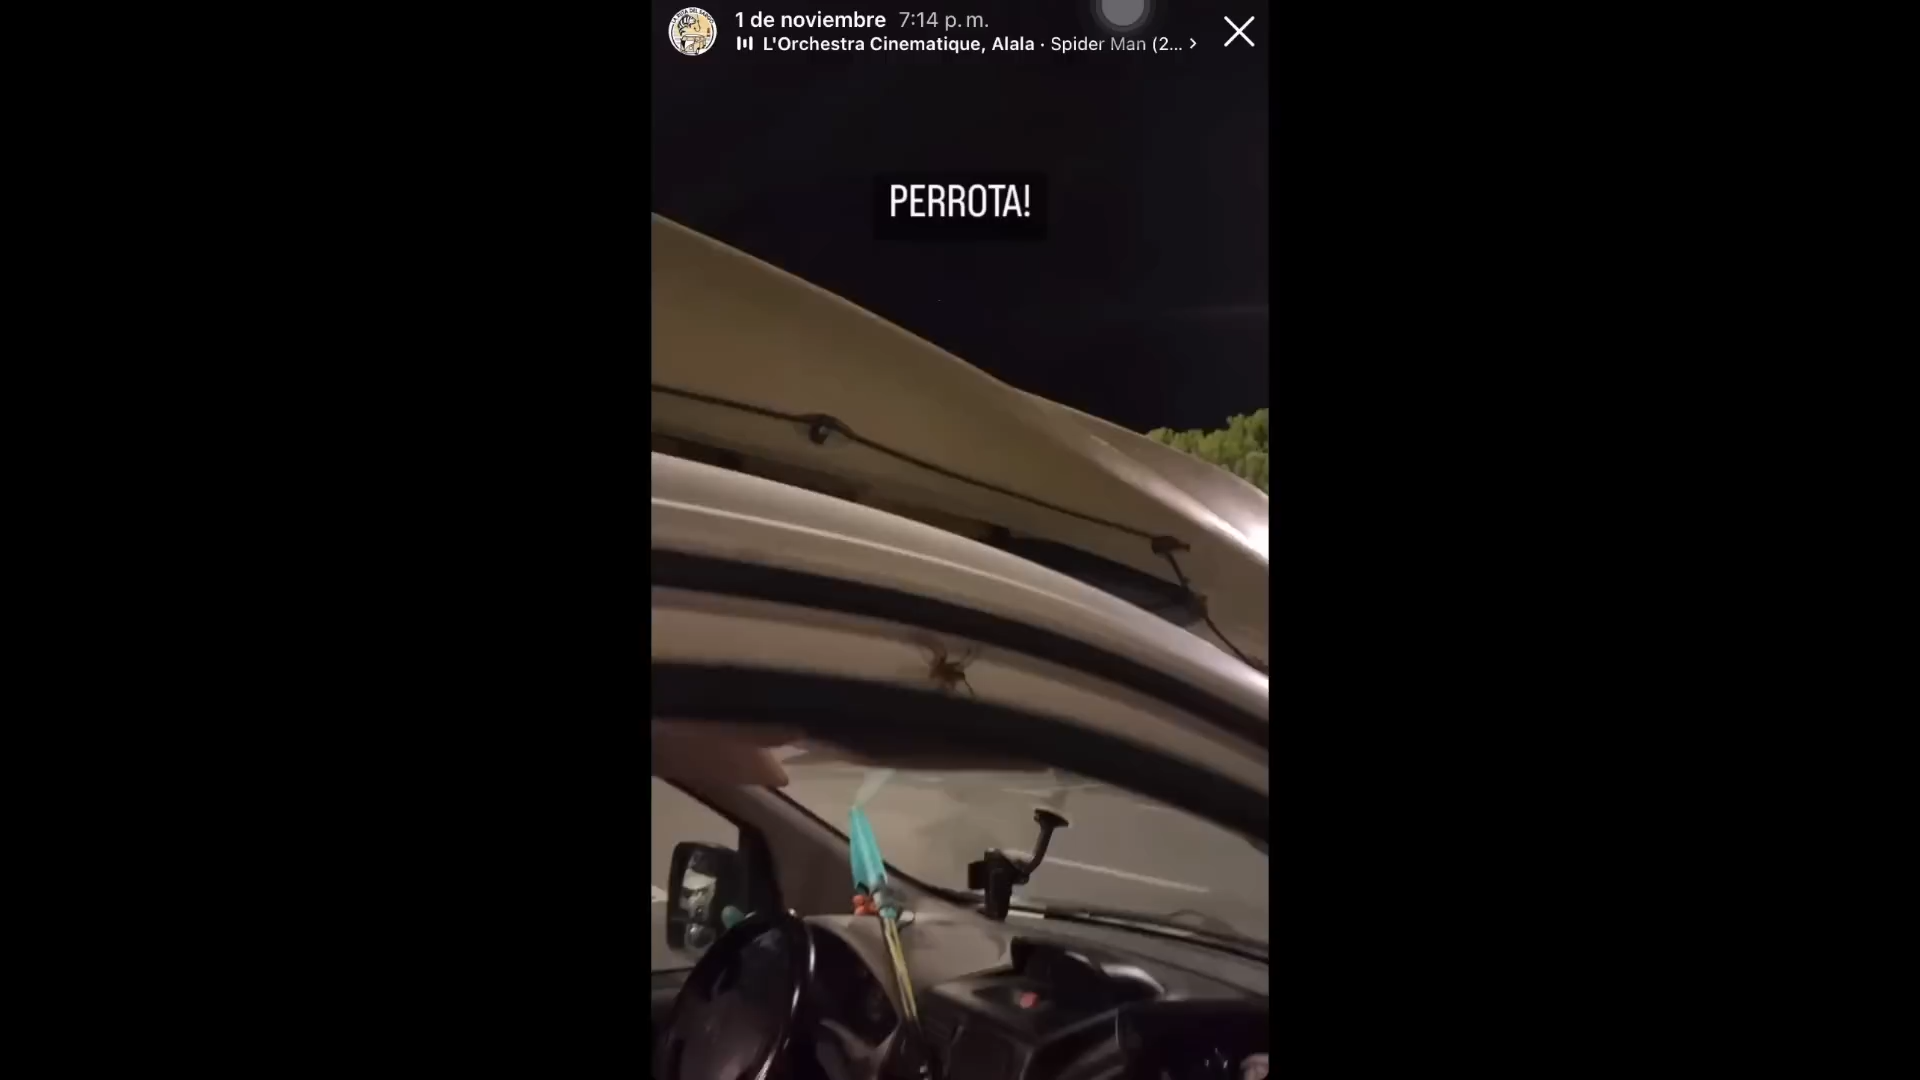 1 de noviembre 7:14 p. m.
L'Orchestra Cinematique, Alala · Spider Man (2... >
PERROTA!